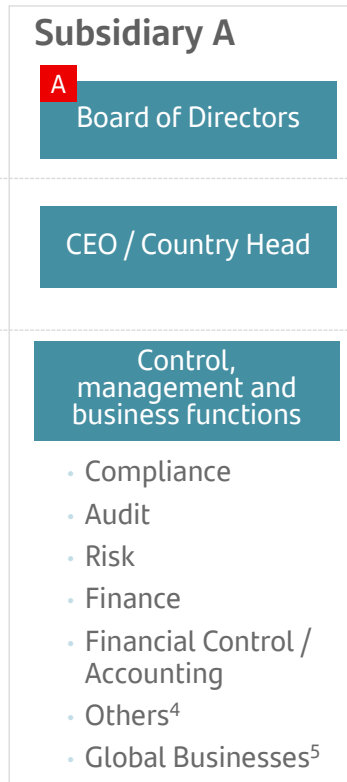 Subsidiary A
A
Board of Directors
CEO / Country Head
Control,
management and
business functions
• Compliance
• Audit
• Risk
• Finance
• Financial Control /
Accounting
• Others⁴
• Global Businesses⁵